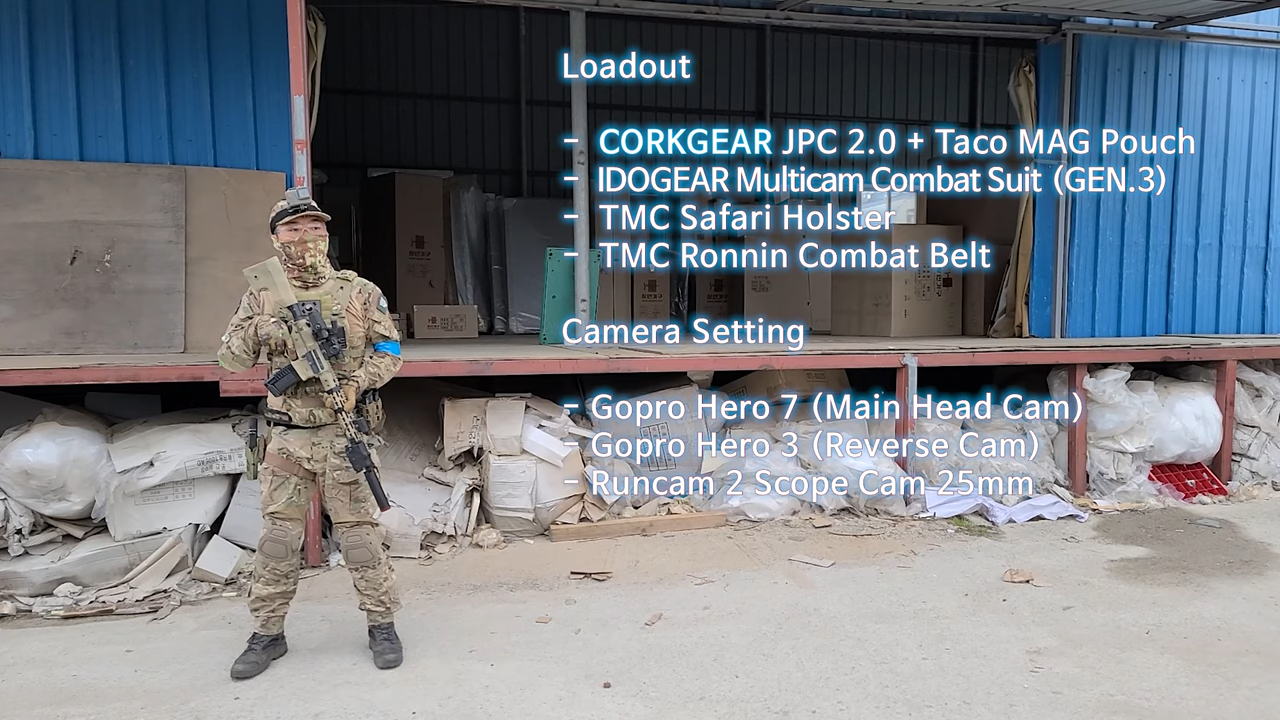 Loadout
- CORKGEAR JPC 2.0 + Taco MAG Pouch
- IDOGEAR Multicam Combat Suit (GEN.3)
- TMC Safari Holster
- TMC Ronnin Combat Belt
Camera Setting
- Gopro Hero 7 (Main Head Cam)
- Gopro Hero 3 (Reverse Cam)
- Runcam 2 Scope Cam 25mm